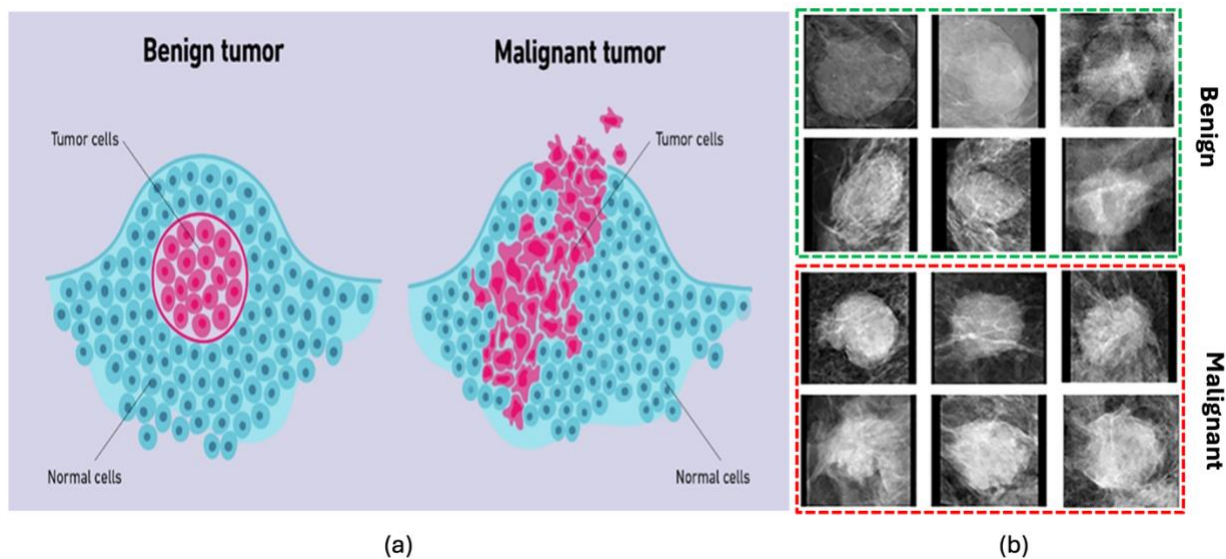 Benign tumor
Malignant tumor
Tumor cells
Tumor cells
Normal cells
Normal cells
Benign
Malignant
(a)
(b)